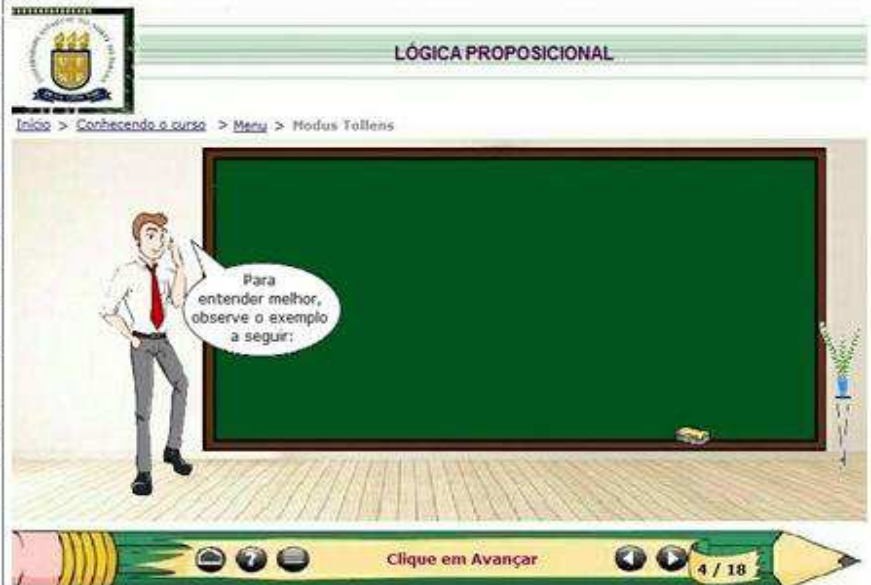 LÓGICA PROPOSICIONAL
Início > Conhecendo o curso > Menu > Modus Tollens
Para
entender melhor,
observe o exemplo
a seguir:
?
Clique em Avançar
4 / 18